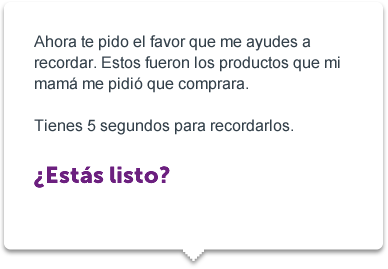 Ahora te pido el favor que me ayudes a
recordar. Estos fueron los productos que mi
mamá me pidió que comprara.
Tienes 5 segundos para recordarlos.
¿Estás listo?